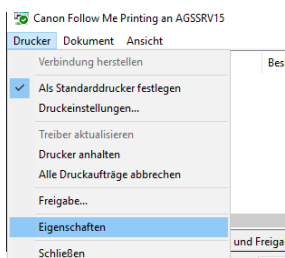 Canon Follow Me Printing an AGSSRV15
Drucker Dokument Ansicht
Verbindung herstellen
Bes
Als Standarddrucker festlegen
Druckeinstellungen...
Treiber aktualisieren
Drucker anhalten
Alle Druckaufträge abbrechen
Freigabe...
Eigenschaften
und Freiga
Schließen